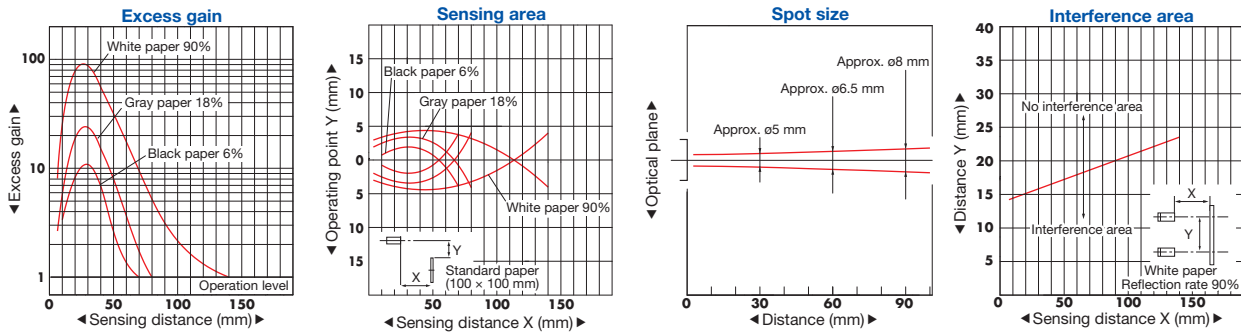 Excess gain
100
10
1
◄Excess gain►
White paper 90%
Gray paper 18%
Black paper 6%
Operation level
0
50
100
150
◄Sensing distance (mm)►
Sensing area
15
10
5
0
5
10
15
◄Operating point Y (mm)►
Black paper 6%
Gray paper 18%
White paper 90%
Y
X
Standard paper
(100 × 100 mm)
0
50
100
150
◄Sensing distance X (mm)►
Spot size
◄Optical plane►
Approx. ø8 mm
Approx. ø6.5 mm
Approx. ø5 mm
0
30
60
90
◄Distance (mm)►
Interference area
40
35
30
25
20
15
10
5
◄Distance Y (mm)►
No interference area
Interference area
X
Y
White paper
Reflection rate 90%
0
50
100
150
◄Sensing distance X (mm)►